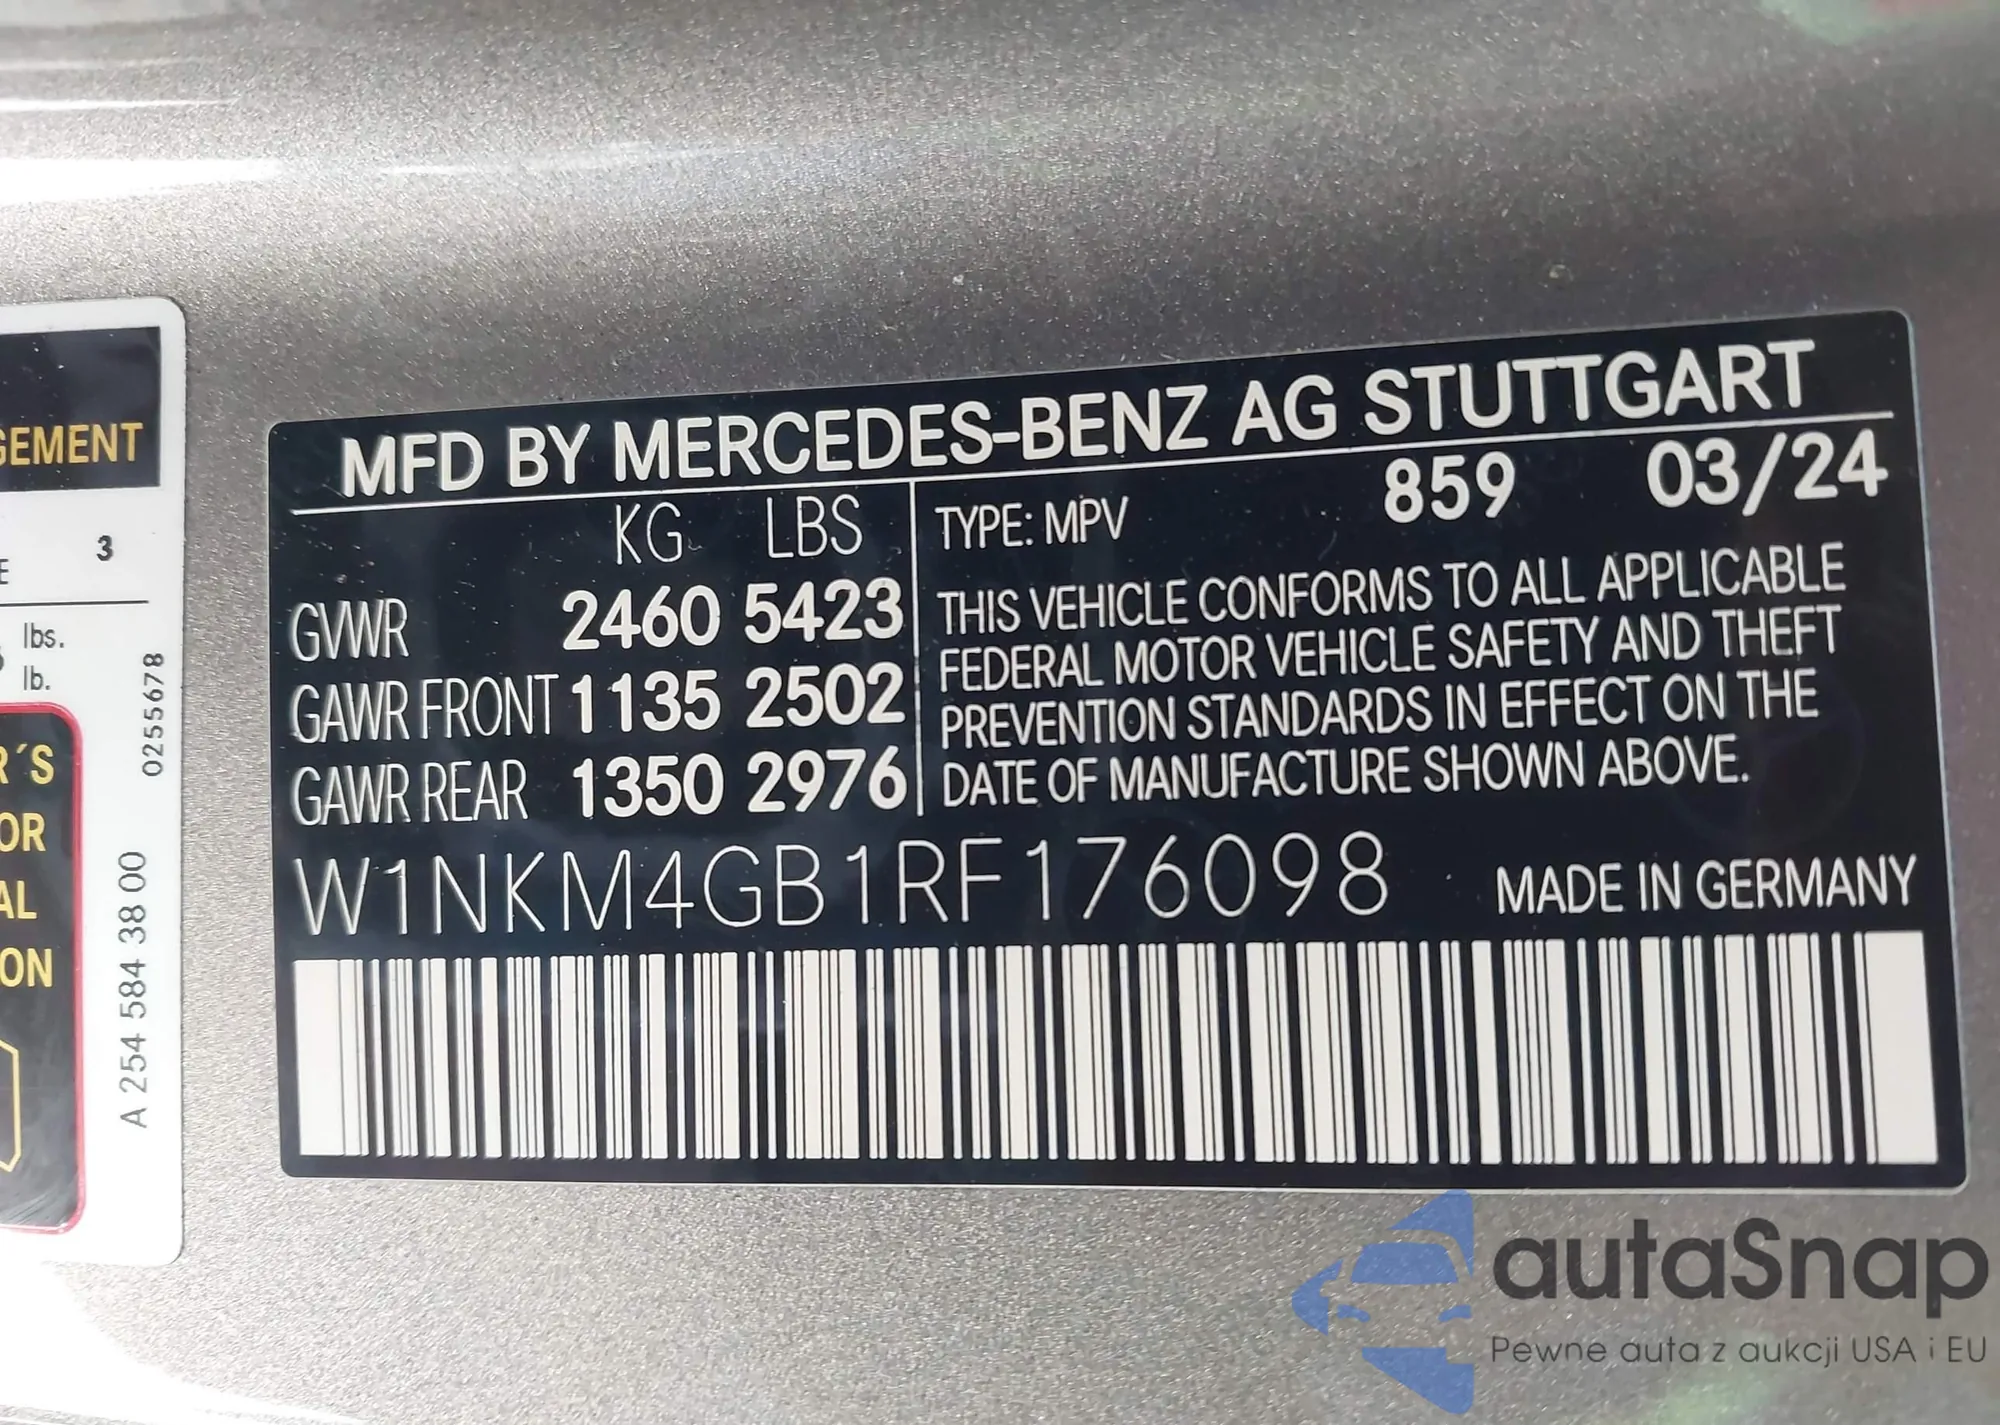 GEMENT
3
E
lbs.
lb.
R´S
OR
AL
ON
0255678
A 254 584 38 00
MFD BY MERCEDES-BENZ AG STUTTGART
KG LBS
GVWR 2460 5423
GAWR FRONT 1135 2502
GAWR REAR 1350 2976
TYPE: MPV 859 03/24
THIS VEHICLE CONFORMS TO ALL APPLICABLE
FEDERAL MOTOR VEHICLE SAFETY AND THEFT
PREVENTION STANDARDS IN EFFECT ON THE
DATE OF MANUFACTURE SHOWN ABOVE.
W1NKM4GB1RF176098
MADE IN GERMANY
autaSnap
Pewne auta z aukcji USA i EU